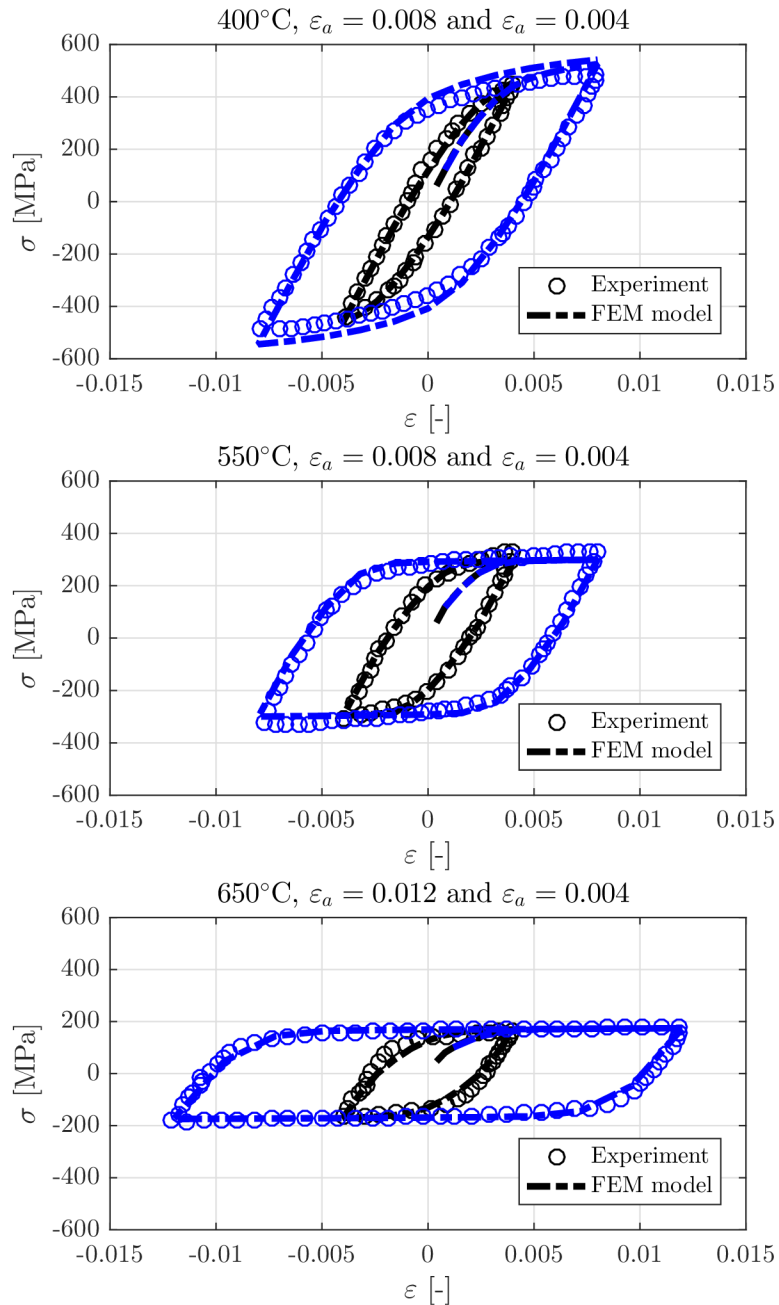 400°C, εₐ = 0.008 and εₐ = 0.004
600
400
200
0
-200
-400
-600
σ [MPa]
Experiment
FEM model
-0.015 -0.01 -0.005 0 0.005 0.01 0.015
ε [-]
550°C, εₐ = 0.008 and εₐ = 0.004
600
400
200
0
-200
-400
-600
σ [MPa]
Experiment
FEM model
-0.015 -0.01 -0.005 0 0.005 0.01 0.015
ε [-]
650°C, εₐ = 0.012 and εₐ = 0.004
600
400
200
0
-200
-400
-600
σ [MPa]
Experiment
FEM model
-0.015 -0.01 -0.005 0 0.005 0.01 0.015
ε [-]